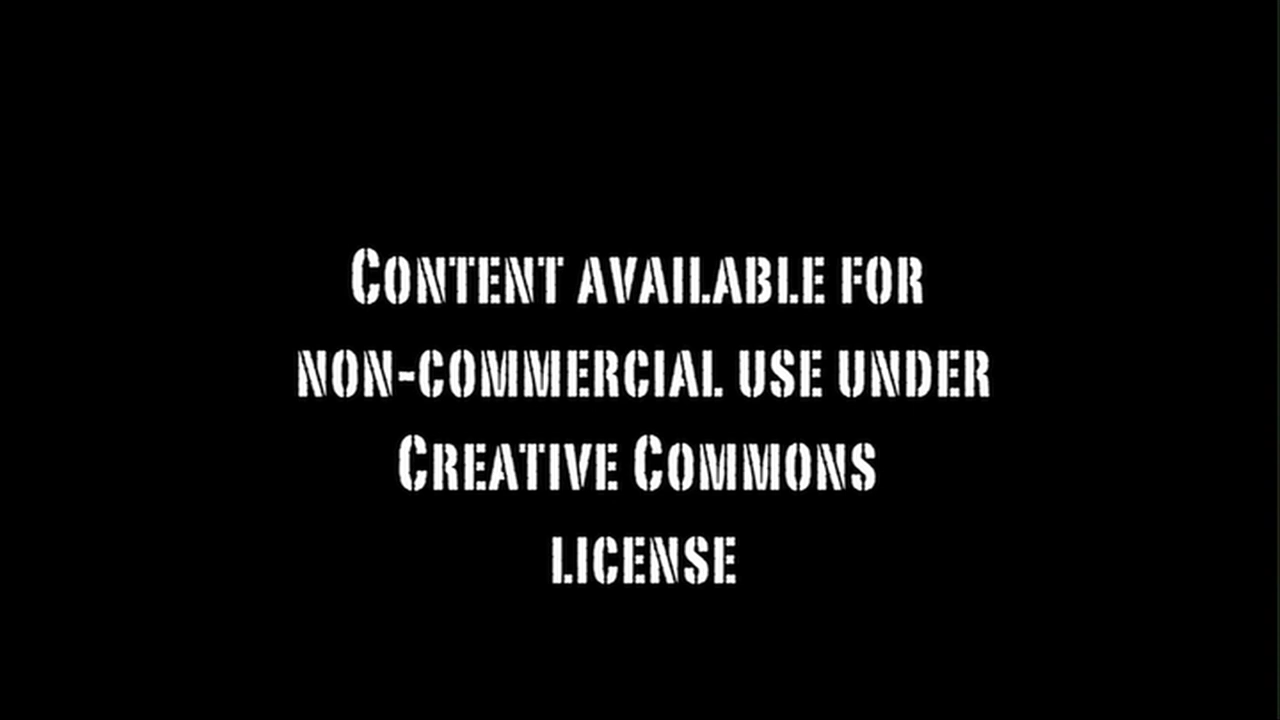 Content available for
non-commercial use under
Creative Commons
license